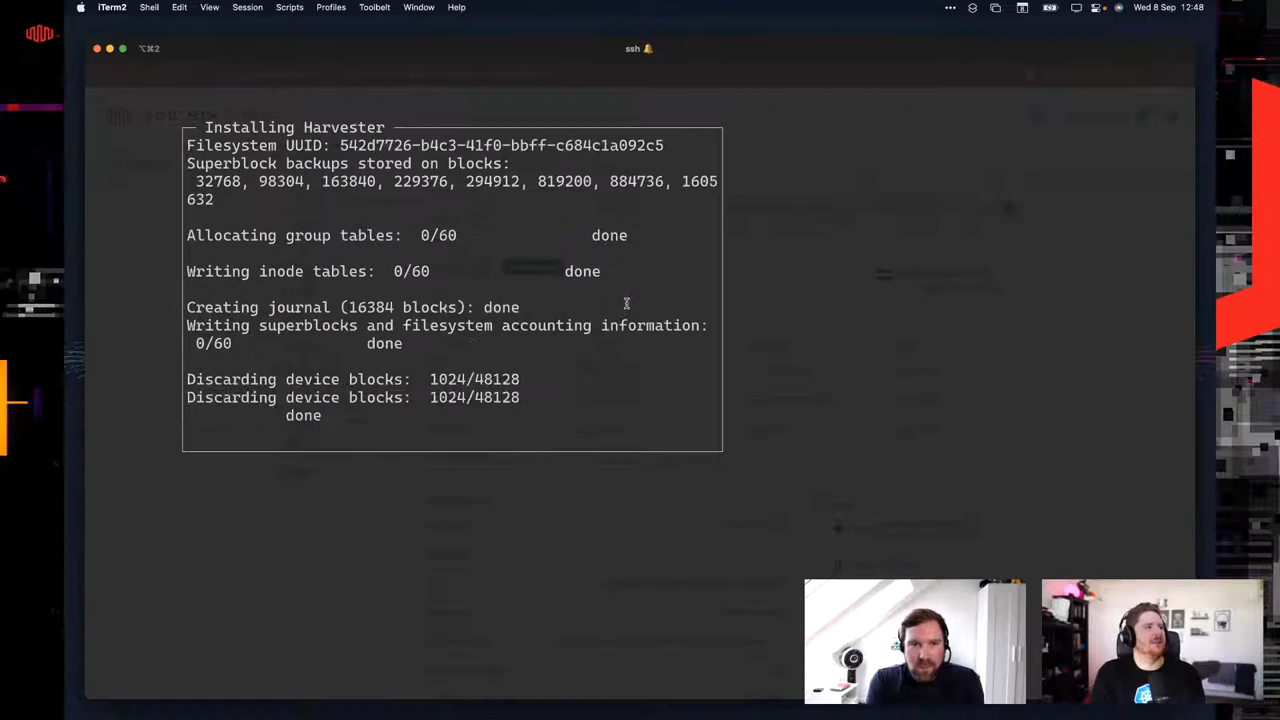 iTerm2 Shell Edit View Session Scripts Profiles Toolbelt Window Help
Wed 8 Sep 12:48
⌥⌘2
ssh 🔔
Installing Harvester
Filesystem UUID: 542d7726-b4c3-41f0-bbff-c684c1a092c5
Superblock backups stored on blocks:
32768, 98304, 163840, 229376, 294912, 819200, 884736, 1605
632
Allocating group tables: 0/60 done
Writing inode tables: 0/60 done
Creating journal (16384 blocks): done
Writing superblocks and filesystem accounting information:
0/60 done
Discarding device blocks: 1024/48128
Discarding device blocks: 1024/48128
done